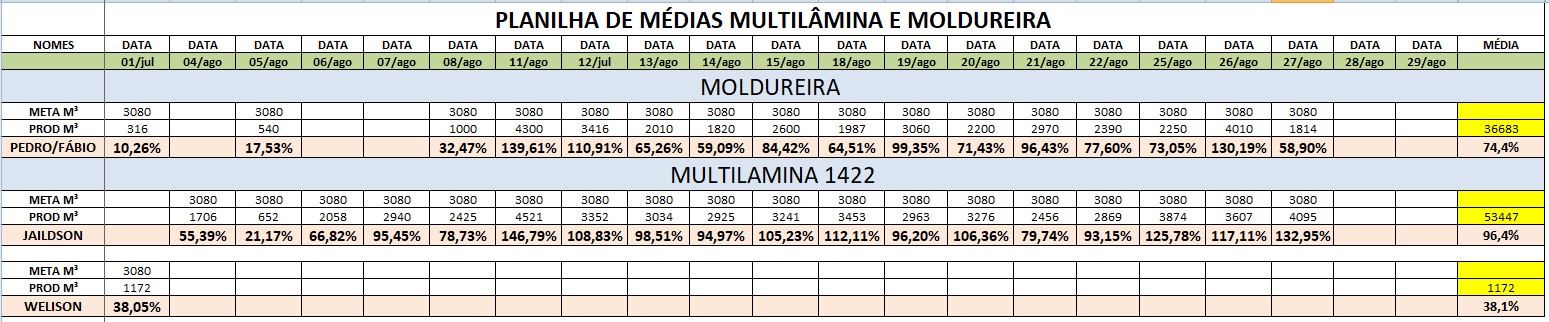 PLANILHA DE MÉDIAS MULTILÂMINA E MOLDUREIRA
NOMES DATA DATA DATA DATA DATA DATA DATA DATA DATA DATA DATA DATA DATA DATA DATA DATA DATA DATA DATA DATA DATA MÉDIA
01/jul 04/ago 05/ago 06/ago 07/ago 08/ago 11/ago 12/jul 13/ago 14/ago 15/ago 18/ago 19/ago 20/ago 21/ago 22/ago 25/ago 26/ago 27/ago 28/ago 29/ago
MOLDUREIRA
META M³ 3080 3080 3080 3080 3080 3080 3080 3080 3080 3080 3080 3080 3080 3080 3080 3080
PROD M³ 316 540 1000 4300 3416 2010 1820 2600 1987 3060 2200 2970 2390 2250 4010 1814 36683
PEDRO/FÁBIO 10,26% 17,53% 32,47% 139,61% 110,91% 65,26% 59,09% 84,42% 64,51% 99,35% 71,43% 96,43% 77,60% 73,05% 130,19% 58,90% 74,4%
MULTILAMINA 1422
META M³ 3080 3080 3080 3080 3080 3080 3080 3080 3080 3080 3080 3080 3080 3080 3080 3080 3080 3080
PROD M³ 1706 652 2058 2940 2425 4521 3352 3034 2925 3241 3453 2963 3276 2456 2869 3874 3607 4095 53447
JAILDSON 55,39% 21,17% 66,82% 95,45% 78,73% 146,79% 108,83% 98,51% 94,97% 105,23% 112,11% 96,20% 106,36% 79,74% 93,15% 125,78% 117,11% 132,95% 96,4%
META M³ 3080
PROD M³ 1172 1172
WELISON 38,05% 38,1%